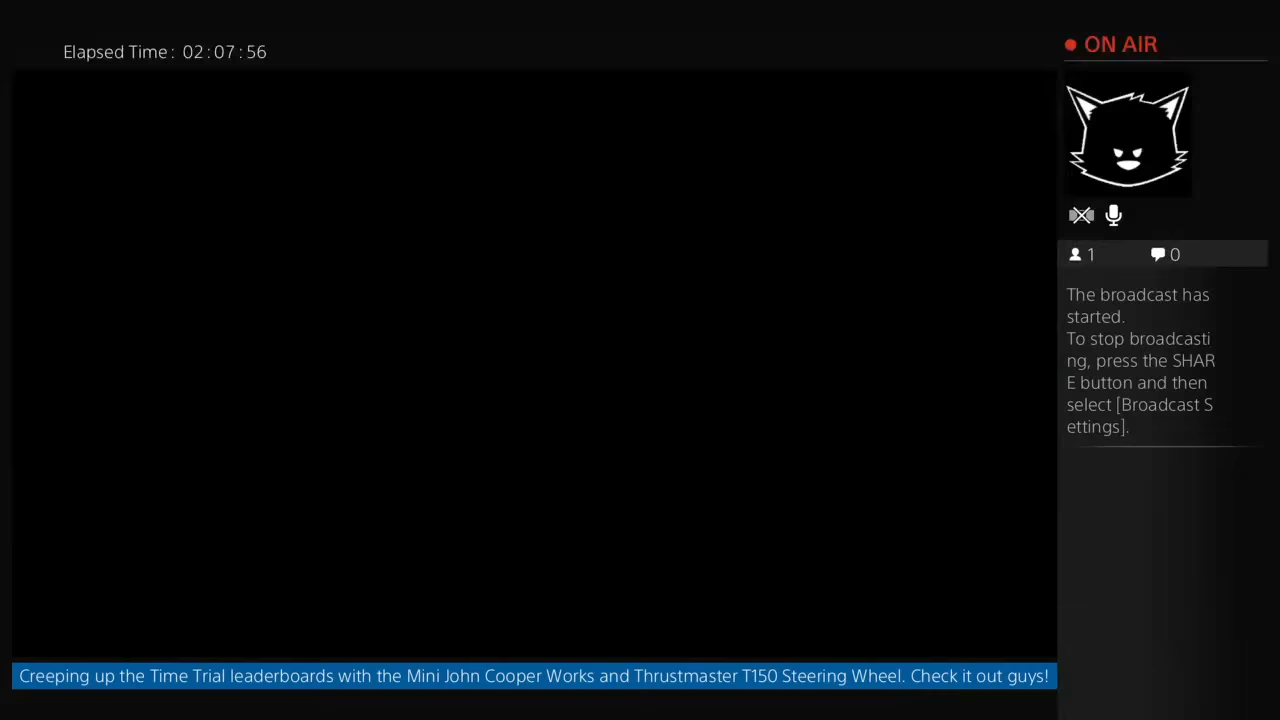 Elapsed Time: 02:07:56
ON AIR
1 0
The broadcast has
started.
To stop broadcasti
ng, press the SHAR
E button and then
select [Broadcast S
ettings].
Creeping up the Time Trial leaderboards with the Mini John Cooper Works and Thrustmaster T150 Steering Wheel. Check it out guys!